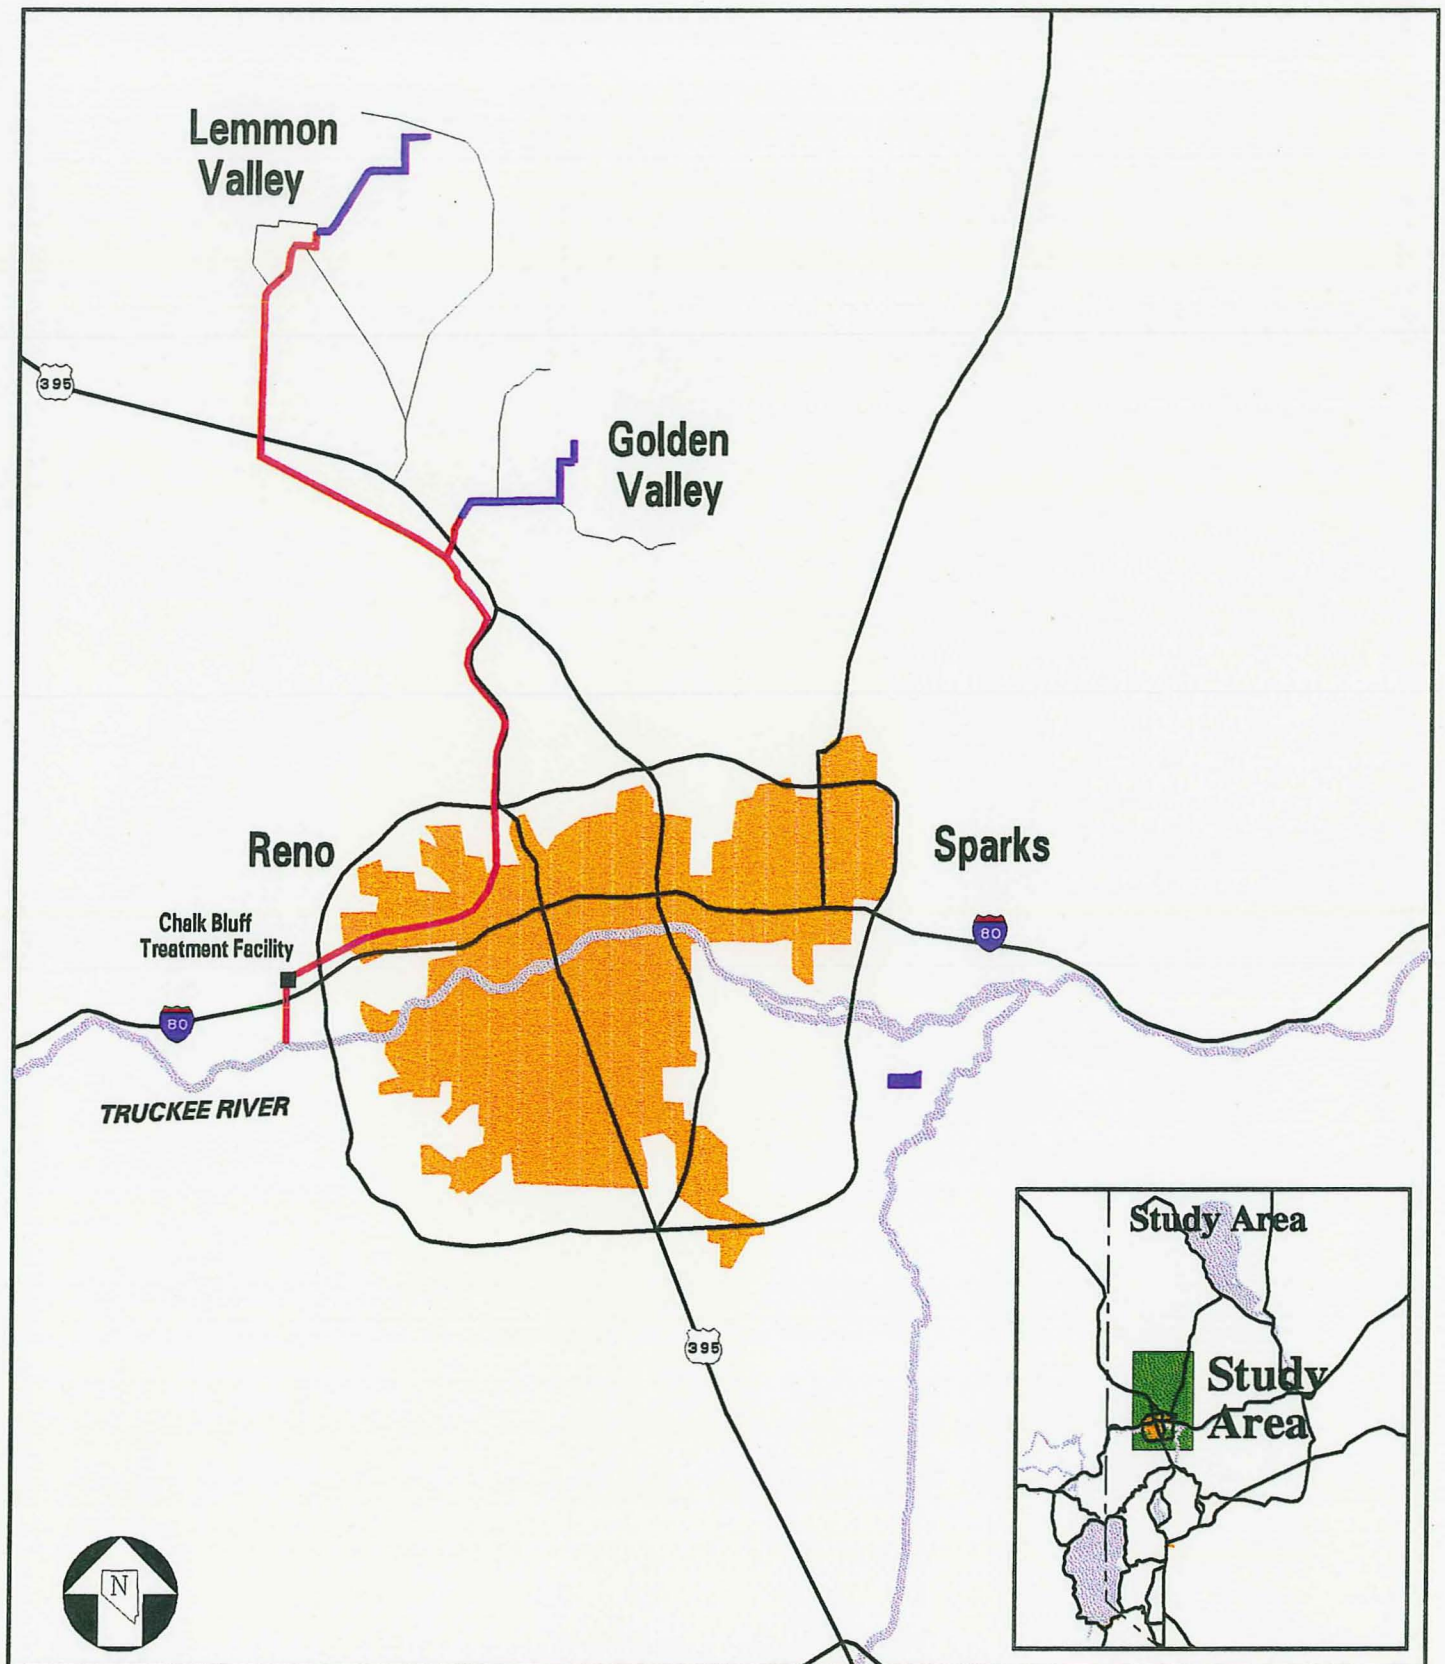 Lemmon
Valley
395
Golden
Valley
Reno
Sparks
Chalk Bluff
Treatment Facility
80
80
TRUCKEE RIVER
395
Study Area
Study
Area
N